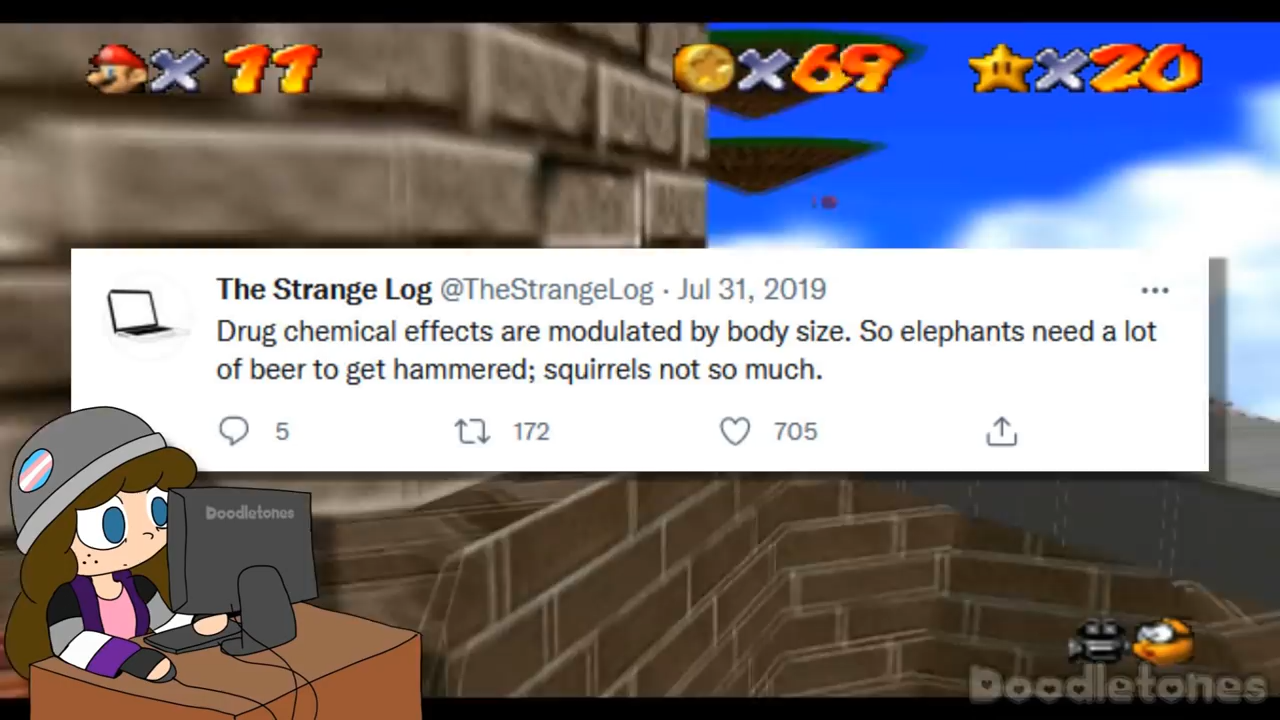 × 11 × 69 × 20
The Strange Log @TheStrangeLog · Jul 31, 2019
Drug chemical effects are modulated by body size. So elephants need a lot
of beer to get hammered; squirrels not so much.
5 172 705
Doodletones
Doodletones